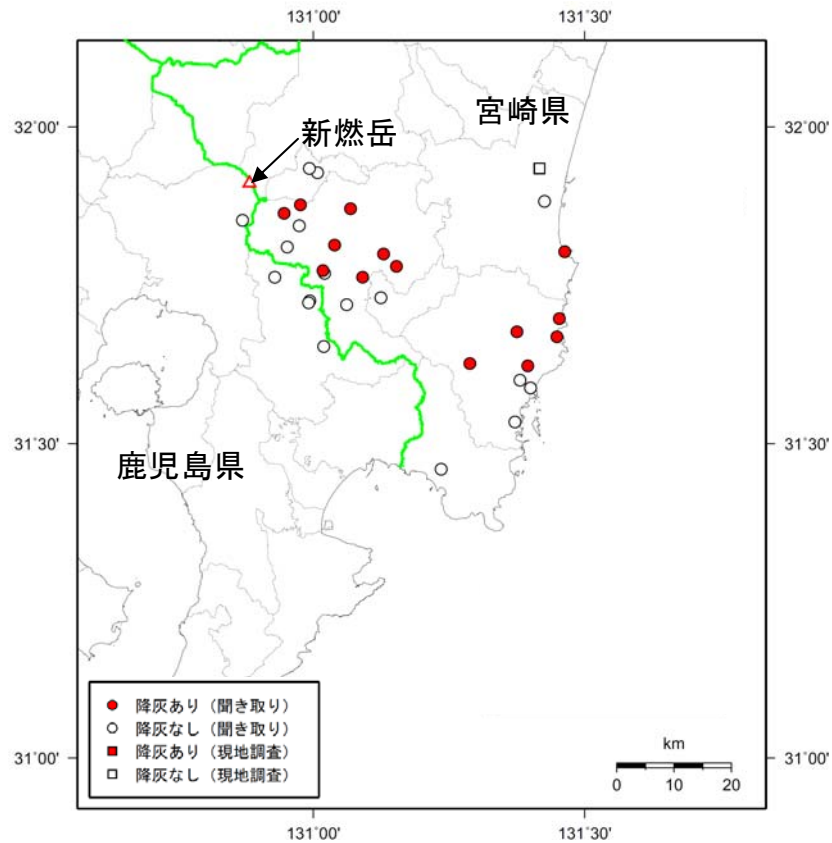 131°00'
131°30'
宮崎県
32°00'
32°00'
新燃岳
31°30'
31°30'
鹿児島県
降灰あり（聞き取り）
降灰なし（聞き取り）
降灰あり（現地調査）
降灰なし（現地調査）
km
0 10 20
31°00'
31°00'
131°00'
131°30'